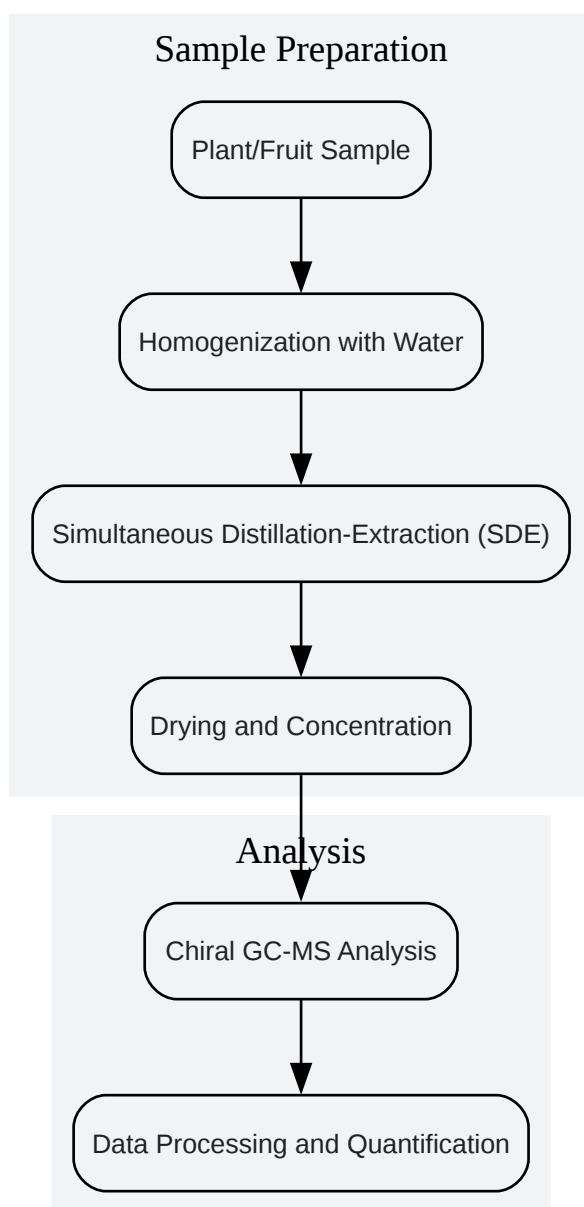 Sample Preparation
Plant/Fruit Sample
Homogenization with Water
Simultaneous Distillation-Extraction (SDE)
Drying and Concentration
Analysis
Chiral GC-MS Analysis
Data Processing and Quantification